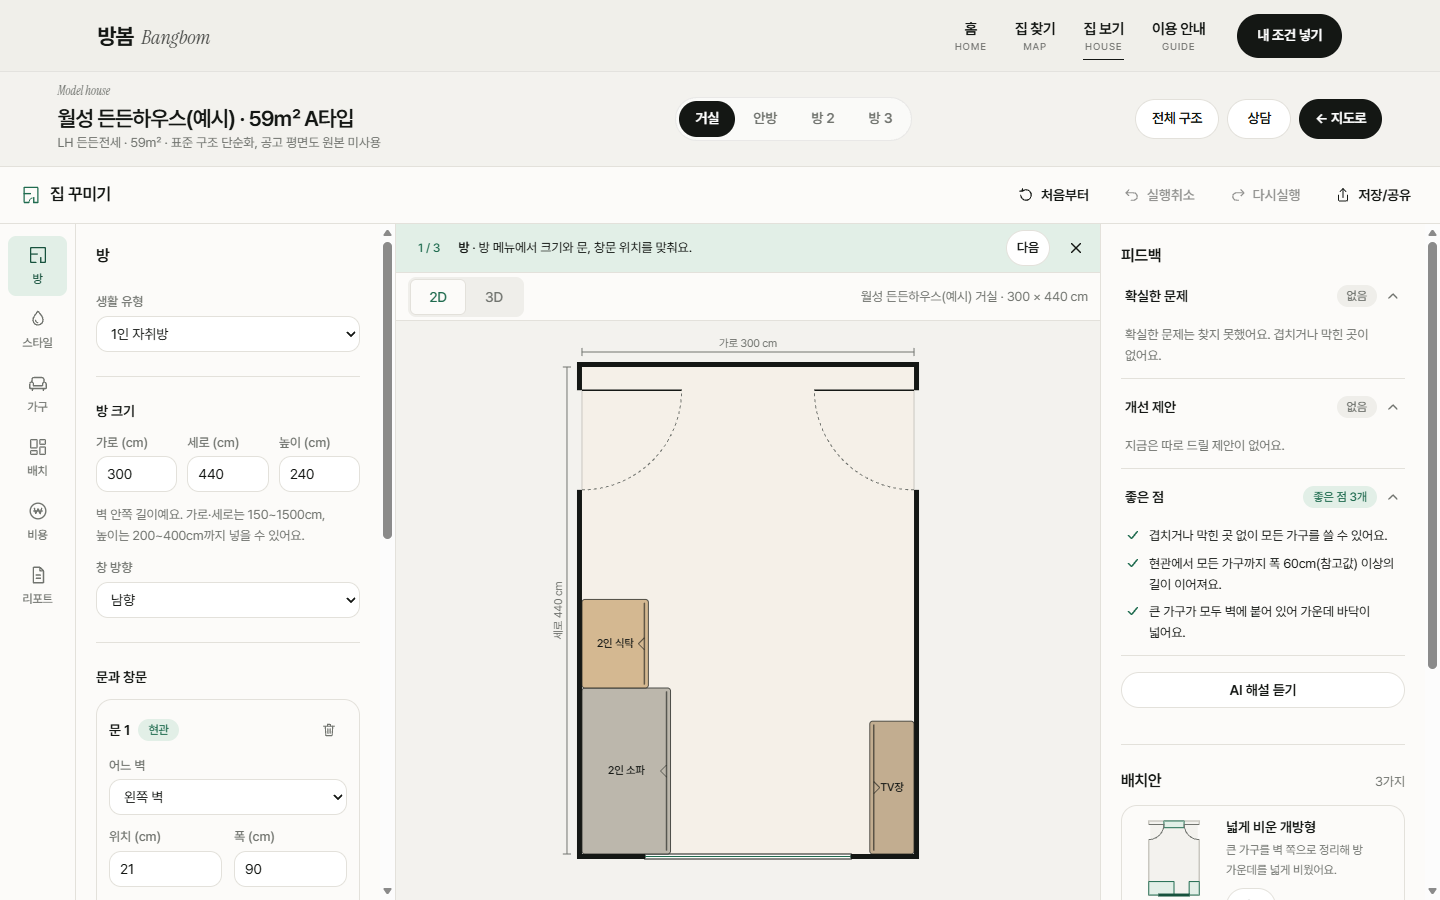 방봄 Bangbom
홈
HOME
집 찾기
MAP
집 보기
HOUSE
이용 안내
GUIDE
내 조건 넣기
Model house
월성 든든하우스(예시) · 59m² A타입
LH 든든전세 · 59m² · 표준 구조 단순화, 공고 평면도 원본 미사용
거실
안방
방 2
방 3
전체 구조
상담
← 지도로
집 꾸미기
처음부터
실행취소
다시실행
저장/공유
방
스타일
가구
배치
비용
리포트
방
생활 유형
1인 자취방
방 크기
가로 (cm)
세로 (cm)
높이 (cm)
300
440
240
벽 안쪽 길이예요. 가로·세로는 150~1500cm,
높이는 200~400cm까지 넣을 수 있어요.
창 방향
남향
문과 창문
문 1
현관
어느 벽
왼쪽 벽
위치 (cm)
폭 (cm)
21
90
1 / 3
방 · 방 메뉴에서 크기와 문, 창문 위치를 맞춰요.
다음
2D
3D
월성 든든하우스(예시) 거실 · 300 × 440 cm
가로 300 cm
세로 440 cm
2인 식탁
2인 소파
TV장
피드백
확실한 문제
없음
확실한 문제는 찾지 못했어요. 겹치거나 막힌 곳이
없어요.
개선 제안
없음
지금은 따로 드릴 제안이 없어요.
좋은 점
좋은 점 3개
겹치거나 막힌 곳 없이 모든 가구를 쓸 수 있어요.
현관에서 모든 가구까지 폭 60cm(참고값) 이상의
길이 이어져요.
큰 가구가 모두 벽에 붙어 있어 가운데 바닥이
넓어요.
AI 해설 듣기
배치안
3가지
넓게 비운 개방형
큰 가구를 벽 쪽으로 정리해 방
가운데를 넓게 비웠어요.